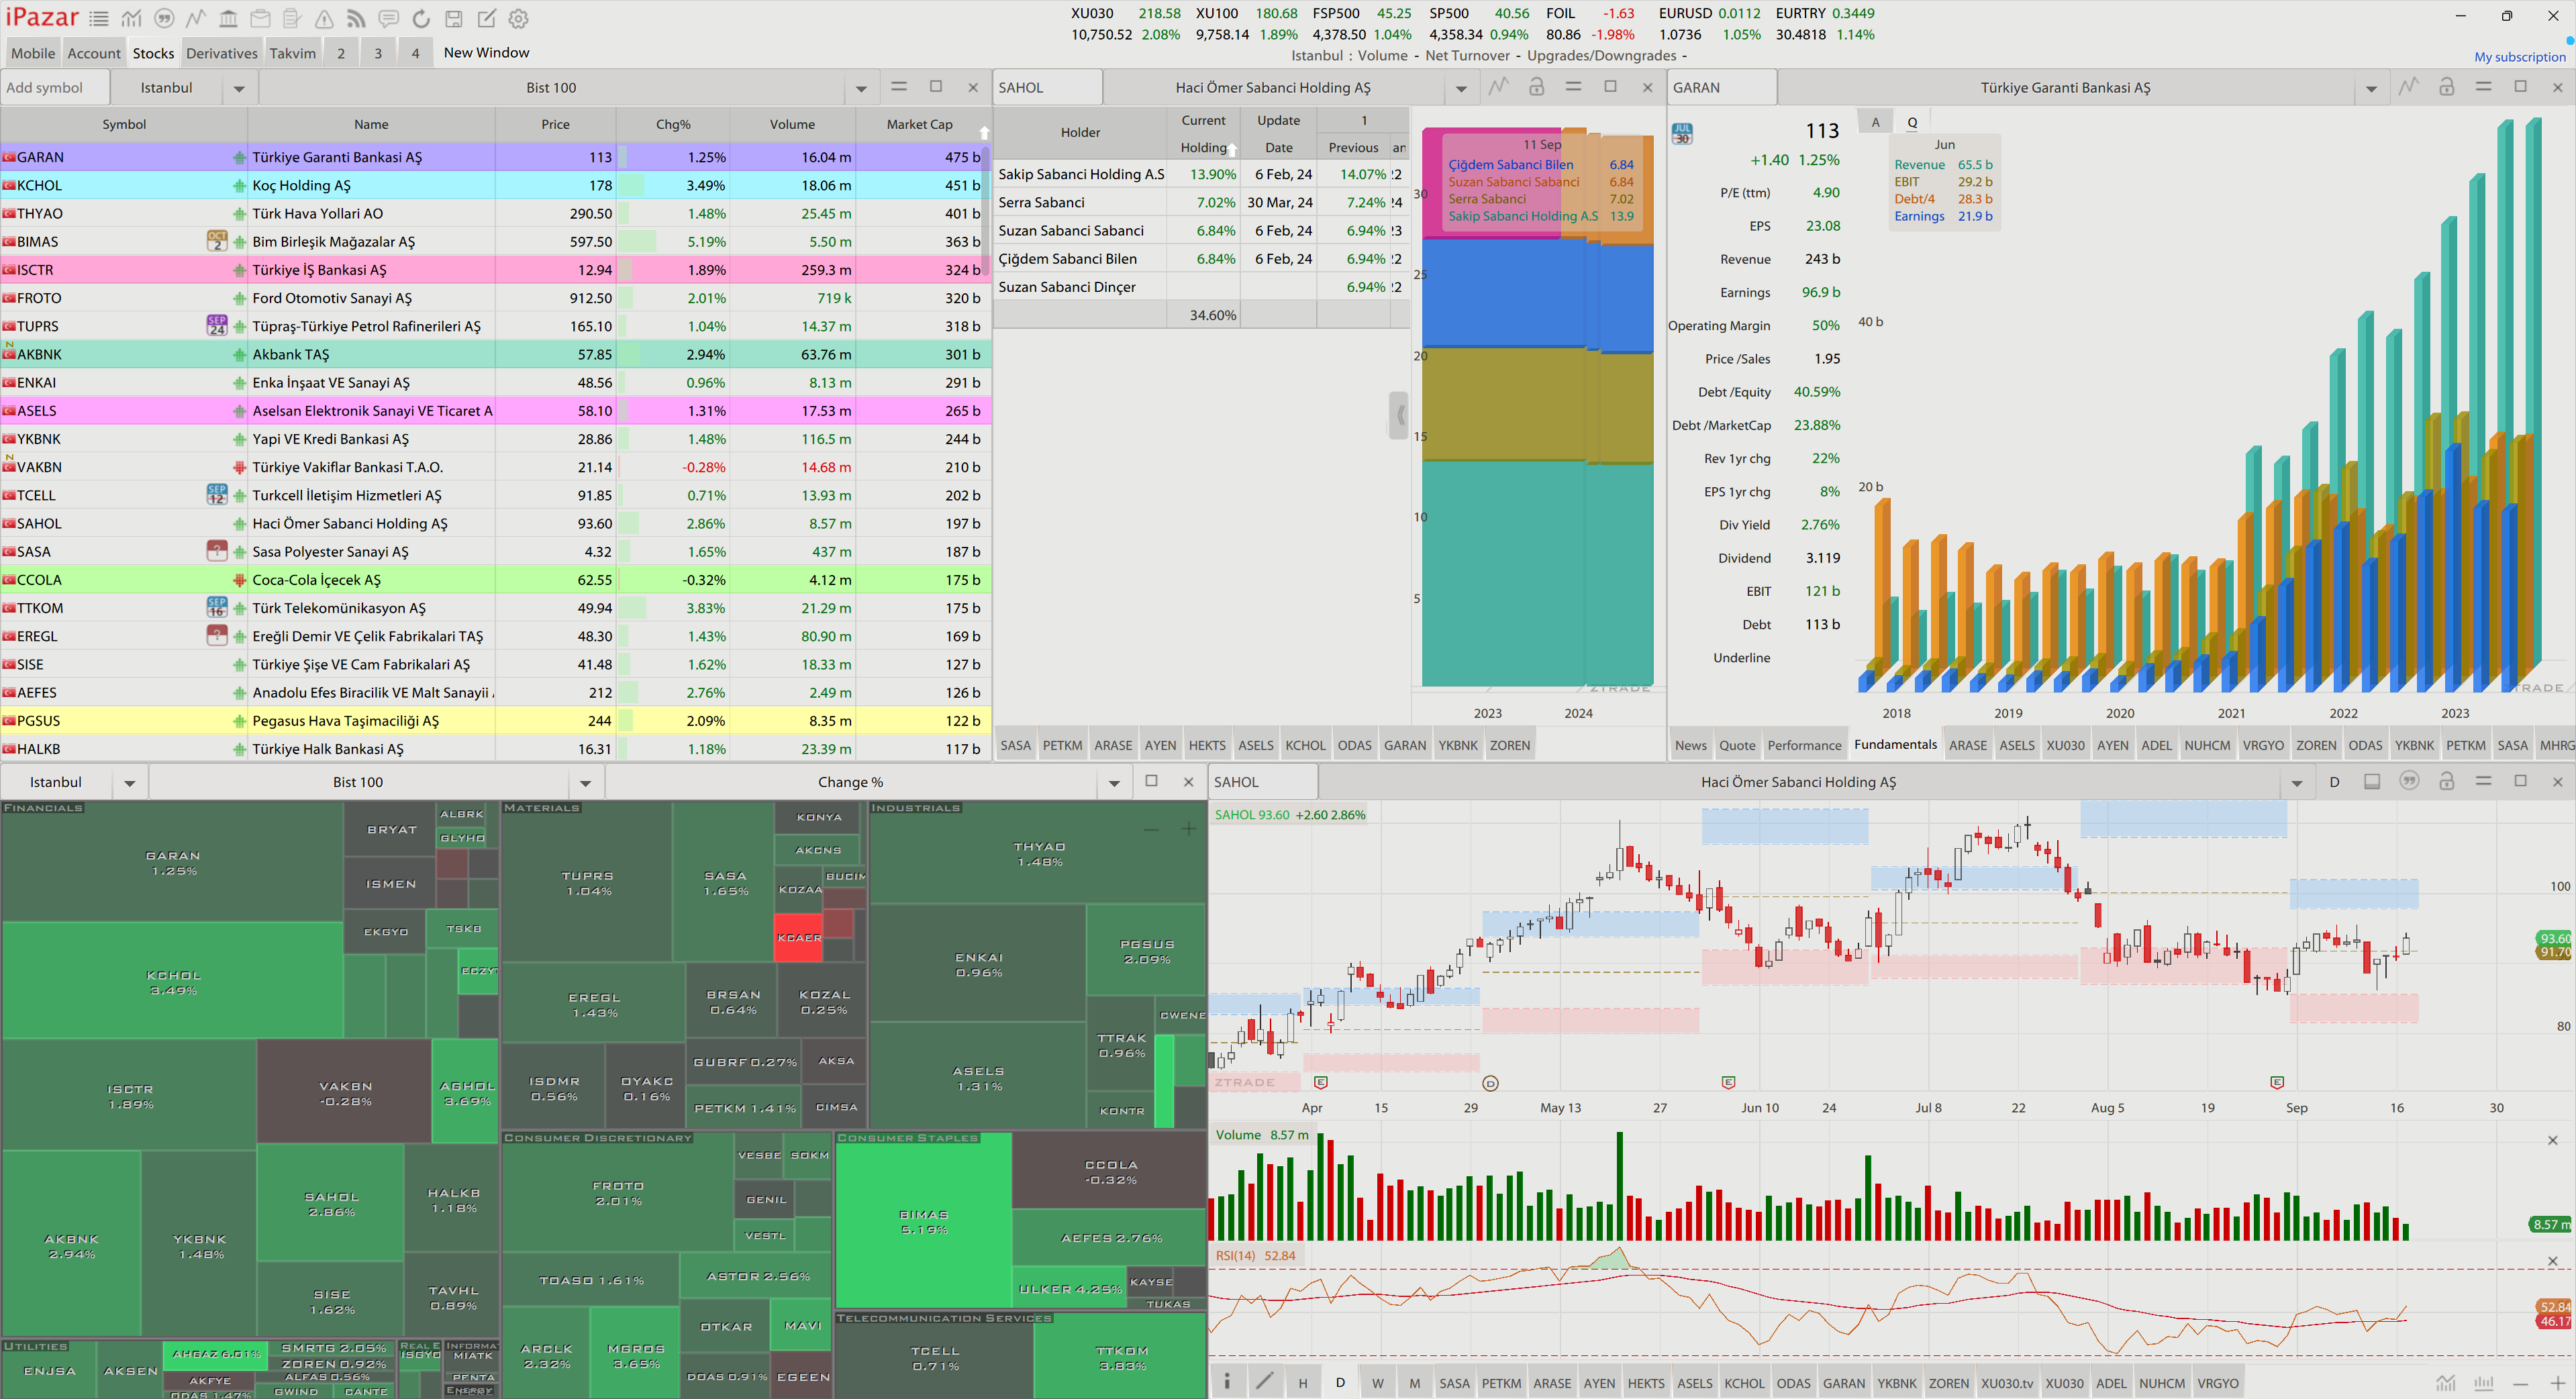 iPazar
XU030 218.58 XU100 180.68 FSP500 45.25 SP500 40.56 FOIL -1.63 EURUSD 0.0112 EURTRY 0.3449
10,750.52 2.08% 9,758.14 1.89% 4,378.50 1.04% 4,358.34 0.94% 80.86 -1.98% 1.0736 1.05% 30.4818 1.14%
Mobile Account Stocks Derivatives Takvim 2 3 4 New Window
Istanbul : Volume - Net Turnover - Upgrades/Downgrades -
My subscription
Add symbol Istanbul Bist 100
Symbol Name Price Chg% Volume Market Cap
GARAN Türkiye Garanti Bankasi AŞ 113 1.25% 16.04 m 475 b
KCHOL Koç Holding AŞ 178 3.49% 18.06 m 451 b
THYAO Türk Hava Yollari AO 290.50 1.48% 25.45 m 401 b
BIMAS OCT 2 Bim Birleşik Mağazalar AŞ 597.50 5.19% 5.50 m 363 b
ISCTR Türkiye İŞ Bankasi AŞ 12.94 1.89% 259.3 m 324 b
FROTO Ford Otomotiv Sanayi AŞ 912.50 2.01% 719 k 320 b
TUPRS SEP 24 Tüpraş-Türkiye Petrol Rafinerileri AŞ 165.10 1.04% 14.37 m 318 b
N AKBNK Akbank TAŞ 57.85 2.94% 63.76 m 301 b
ENKAI Enka İnşaat VE Sanayi AŞ 48.56 0.96% 8.13 m 291 b
ASELS Aselsan Elektronik Sanayi VE Ticaret A 58.10 1.31% 17.53 m 265 b
YKBNK Yapi VE Kredi Bankasi AŞ 28.86 1.48% 116.5 m 244 b
N VAKBN Türkiye Vakiflar Bankasi T.A.O. 21.14 -0.28% 14.68 m 210 b
TCELL SEP 12 Turkcell İletişim Hizmetleri AŞ 91.85 0.71% 13.93 m 202 b
SAHOL Haci Ömer Sabanci Holding AŞ 93.60 2.86% 8.57 m 197 b
SASA ? Sasa Polyester Sanayi AŞ 4.32 1.65% 437 m 187 b
CCOLA Coca-Cola İçecek AŞ 62.55 -0.32% 4.12 m 175 b
TTKOM SEP 16 Türk Telekomünikasyon AŞ 49.94 3.83% 21.29 m 175 b
EREGL ? Ereğli Demir VE Çelik Fabrikalari TAŞ 48.30 1.43% 80.90 m 169 b
SISE Türkiye Şişe VE Cam Fabrikalari AŞ 41.48 1.62% 18.33 m 127 b
AEFES Anadolu Efes Biracilik VE Malt Sanayii 212 2.76% 2.49 m 126 b
PGSUS Pegasus Hava Taşimaciliği AŞ 244 2.09% 8.35 m 122 b
HALKB Türkiye Halk Bankasi AŞ 16.31 1.18% 23.39 m 117 b
SAHOL Haci Ömer Sabanci Holding AŞ
Holder Current Holding Update Date 1 Previous
Sakip Sabanci Holding A.S 13.90% 6 Feb, 24 14.07%
Serra Sabanci 7.02% 30 Mar, 24 7.24%
Suzan Sabanci Sabanci 6.84% 6 Feb, 24 6.94%
Çiğdem Sabanci Bilen 6.84% 6 Feb, 24 6.94%
Suzan Sabanci Dinçer 6.94%
34.60%
11 Sep
Çiğdem Sabanci Bilen 6.84
Suzan Sabanci Sabanci 6.84
Serra Sabanci 7.02
Sakip Sabanci Holding A.S 13.9
30
25
20
15
10
5
ZTRADE
2023 2024
SASA PETKM ARASE AYEN HEKTS ASELS KCHOL ODAS GARAN YKBNK ZOREN
GARAN Türkiye Garanti Bankasi AŞ
JUL 30
113
+1.40 1.25%
P/E (ttm) 4.90
EPS 23.08
Revenue 243 b
Earnings 96.9 b
Operating Margin 50%
Price /Sales 1.95
Debt /Equity 40.59%
Debt /MarketCap 23.88%
Rev 1yr chg 22%
EPS 1yr chg 8%
Div Yield 2.76%
Dividend 3.119
EBIT 121 b
Debt 113 b
Underline
A Q
Jun
Revenue 65.5 b
EBIT 29.2 b
Debt/4 28.3 b
Earnings 21.9 b
40 b
20 b
TRADE
2018 2019 2020 2021 2022 2023
News Quote Performance Fundamentals ARASE ASELS XU030 AYEN ADEL NUHCM VRGYO ZOREN ODAS YKBNK PETKM SASA MHRG
Istanbul Bist 100 Change %
FINANCIALS
GARAN
1.25%
BRYAT
ALBRK
GLYHO
ISMEN
EKGYO
TSKB
ECZYT
KCHOL
3.49%
ISCTR
1.89%
VAKBN
-0.28%
AGHOL
3.69%
AKBNK
2.94%
YKBNK
1.48%
SAHOL
2.86%
HALKB
1.18%
SISE
1.62%
TAVHL
0.89%
UTILITIES
ENJSA
AKSEN
AHGAZ 6.01%
AKFYE
ODAS 1.47%
SMRTG 2.05%
ZOREN 0.92%
ALFAS 0.56%
GWIND
CANTE
REAL E
ISGYO
INFORMA
MIATK
PENTA
ENERGY
MATERIALS
TUPRS
1.04%
SASA
1.65%
KONYA
AKCNS
KOZAA
BUCIM
KCAER
EREGL
1.43%
BRSAN
0.64%
KOZAL
0.25%
ISDMR
0.56%
OYAKC
0.16%
GUBRF 0.27%
AKSA
PETKM 1.41%
CIMSA
INDUSTRIALS
THYAO
1.48%
ENKAI
0.96%
PGSUS
2.09%
ASELS
1.31%
TTRAK
0.96%
CWENE
KONTR
CONSUMER DISCRETIONARY
FROTO
2.01%
VESBE
SOKM
GENIL
VESTL
TOASO 1.61%
ASTOR 2.56%
ARCLK
2.32%
MGROS
3.65%
OTKAR
MAVI
DOAS 0.91%
EGEEN
CONSUMER STAPLES
BIMAS
5.19%
CCOLA
-0.32%
AEFES 2.76%
ULKER 4.25%
KAYSE
TUKAS
TELECOMMUNICATION SERVICES
TCELL
0.71%
TTKOM
3.83%
SAHOL Haci Ömer Sabanci Holding AŞ D
SAHOL 93.60 +2.60 2.86%
100
93.60
91.70
80
ZTRADE
E D E E
Apr 15 29 May 13 27 Jun 10 24 Jul 8 22 Aug 5 19 Sep 16 30
Volume 8.57 m
8.57 m
RSI(14) 52.84
52.84
46.17
H D W M SASA PETKM ARASE AYEN HEKTS ASELS KCHOL ODAS GARAN YKBNK ZOREN XU030.tv XU030 ADEL NUHCM VRGYO